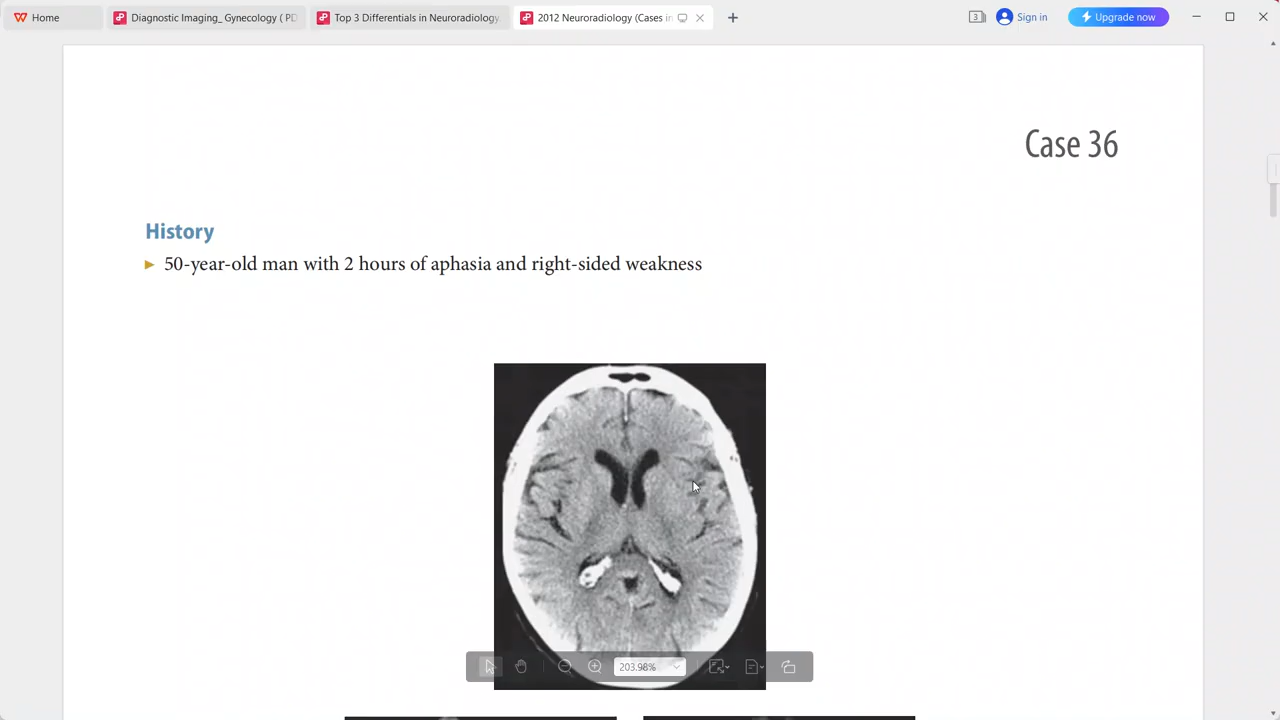 Home
Diagnostic Imaging_ Gynecology ( PD
Top 3 Differentials in Neuroradiology
2012 Neuroradiology (Cases in
3
Sign in
Upgrade now
Case 36
History
50-year-old man with 2 hours of aphasia and right-sided weakness
203.98%